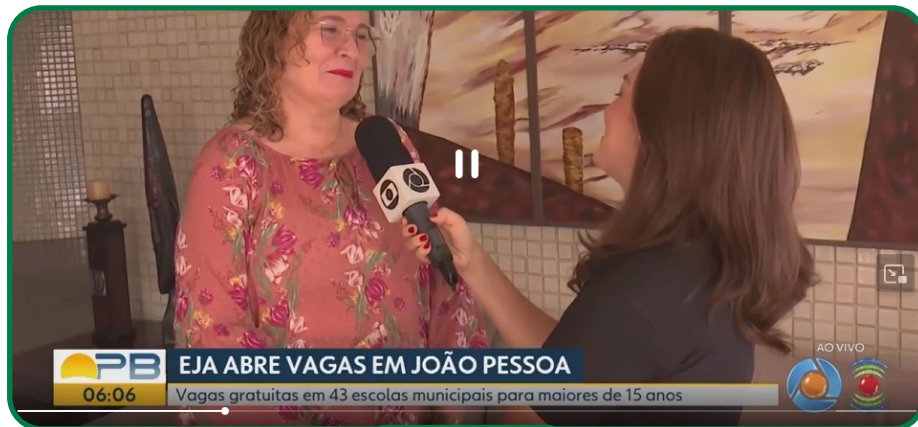 PB
EJA ABRE VAGAS EM JOÃO PESSOA
06:06
Vagas gratuitas em 43 escolas municipais para maiores de 15 anos
AO VIVO